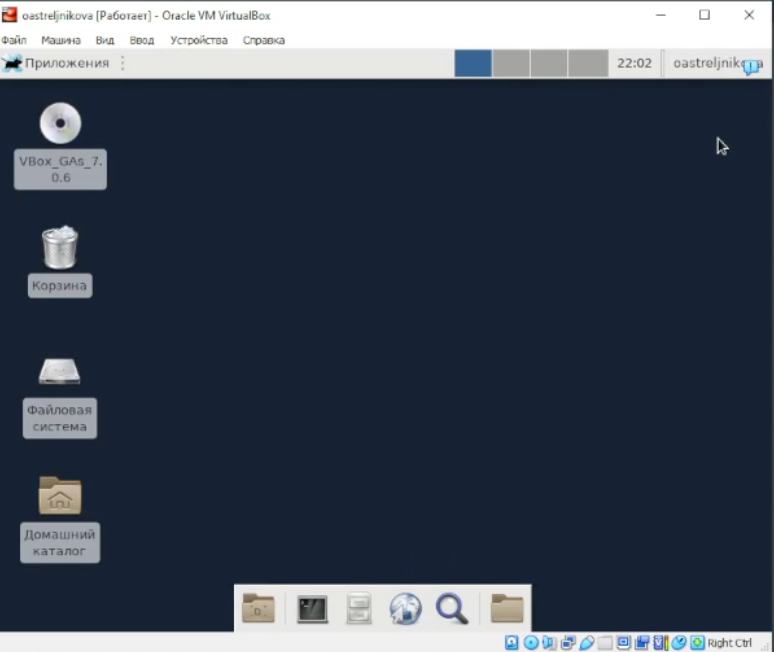 oastreljnikova [Работает] - Oracle VM VirtualBox
Файл Машина Вид Ввод Устройства Справка
Приложения 22:02
VBox_GAs_7.
0.6
Корзина
Файловая
система
Домашний
каталог
Right Ctrl